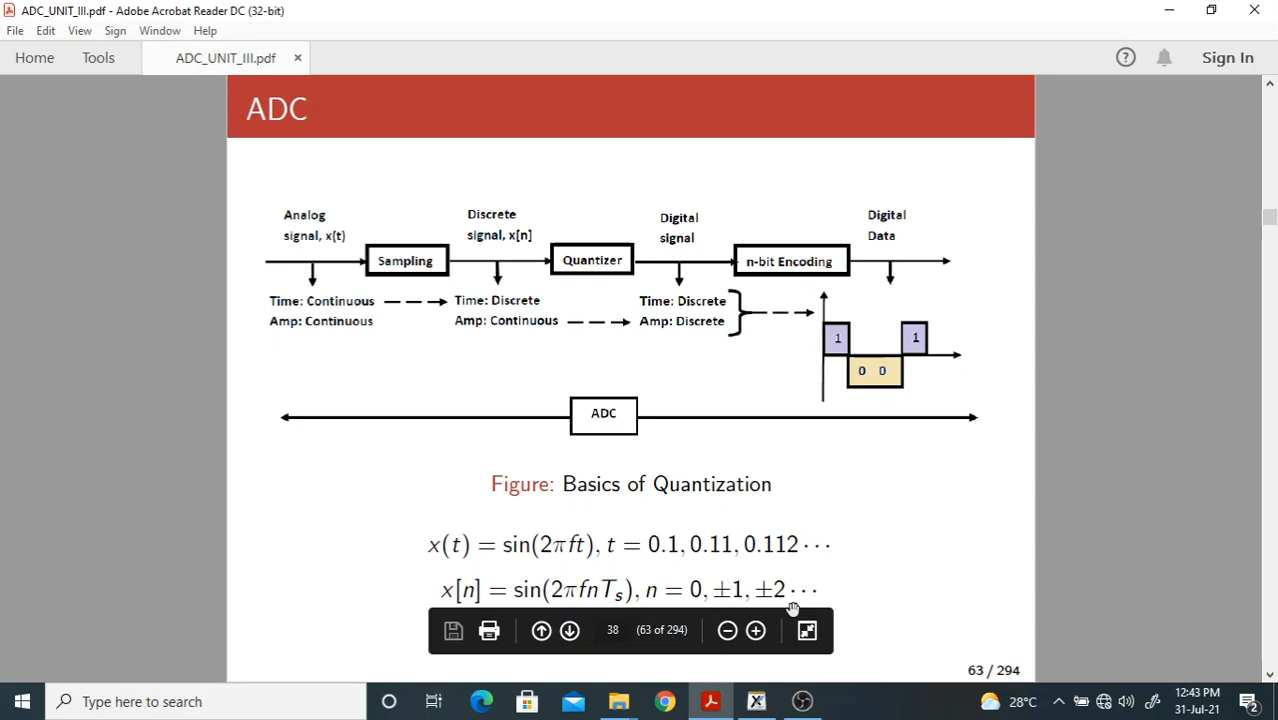 ADC_UNIT_III.pdf - Adobe Acrobat Reader DC (32-bit)
File Edit View Sign Window Help
Home Tools ADC_UNIT_III.pdf × ? Sign In
ADC
Analog
signal, x(t)
Discrete
signal, x[n]
Digital
signal
Digital
Data
Sampling
Quantizer
n-bit Encoding
Time: Continuous
Amp: Continuous
Time: Discrete
Amp: Continuous
Time: Discrete
Amp: Discrete
1 1
0 0
ADC
Figure: Basics of Quantization
x(t) = sin(2πft), t = 0.1, 0.11, 0.112 ⋯
x[n] = sin(2πfnTₛ), n = 0, ±1, ±2 ⋯
38 (63 of 294)
63 / 294
Type here to search
28°C
12:43 PM
31-Jul-21
2